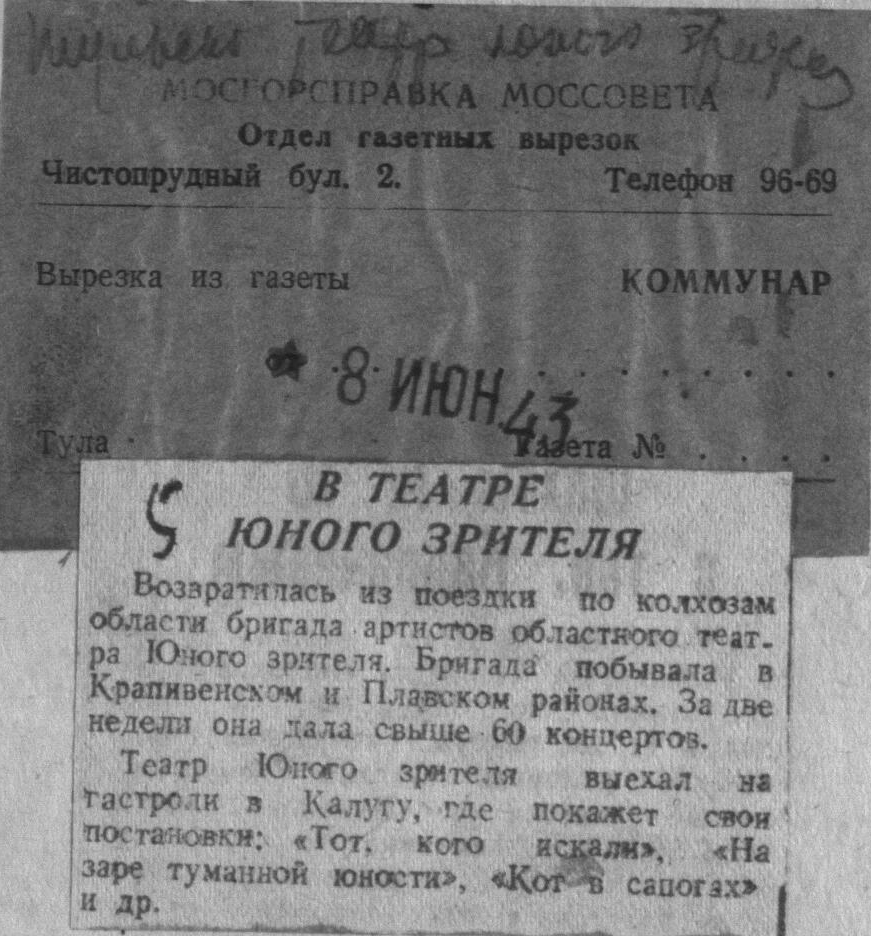 Театр юного зрителя
МОСГОРСПРАВКА МОССОВЕТА
Отдел газетных вырезок
Чистопрудный бул. 2. Телефон 96-69
Вырезка из газеты КОММУНАР
8 ИЮН 43
Тула Газета № . . . .
5
В ТЕАТРЕ
ЮНОГО ЗРИТЕЛЯ
Возвратилась из поездки по колхозам
области бригада артистов областного теат-
ра Юного зрителя. Бригада побывала в
Крапивенском и Плавском районах. За две
недели она дала свыше 60 концертов.
Театр Юного зрителя выехал на
гастроли в Калугу, где покажет свои
постановки: «Тот, кого искали», «На
заре туманной юности», «Кот в сапогах»
и др.